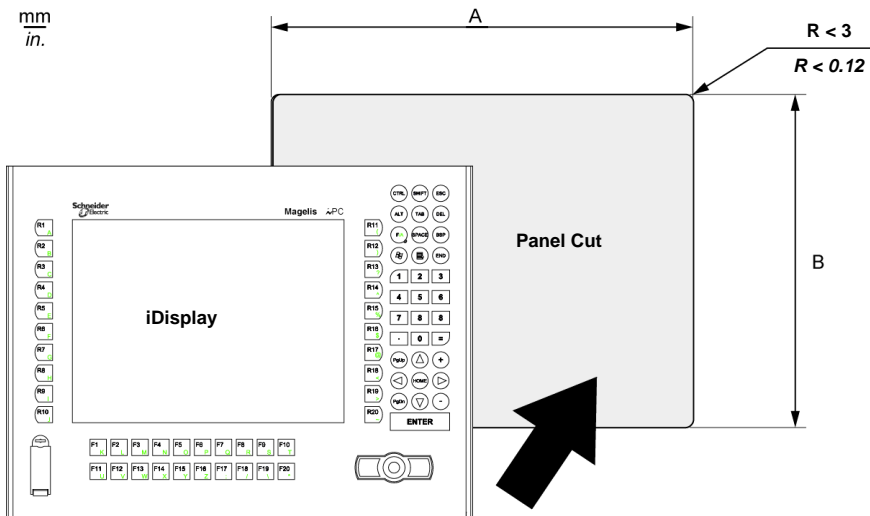 mm
in.
A
R < 3
R < 0.12
B
Panel Cut
Schneider
Electric
Magelis iPC
iDisplay
R1 A
R2 B
R3 C
R4 D
R5 E
R6 F
R7 G
R8 H
R9 I
R10
R11
R12
R13
R14
R15
R16 $
R17 @
R18
R19
R20
CTRL SHIFT ESC
ALT TAB DEL
F SPACE BSP
END
1 2 3
4 5 6
7 8
. 0 =
PgUp +
HOME
PgDn -
ENTER
F1 K F2 L F3 M F4 N F5 O F6 P F7 Q F8 R F9 S F10 T
F11 U F12 V F13 W F14 X F15 Y F16 Z F17 F18 / F19 \ F20